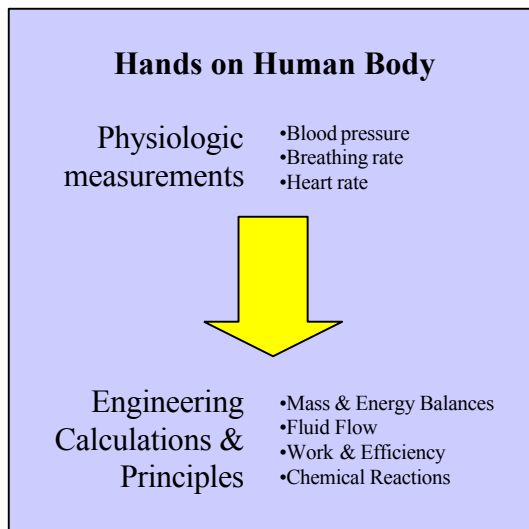 Hands on Human Body
Physiologic
measurements
•Blood pressure
•Breathing rate
•Heart rate
Engineering
Calculations &
Principles
•Mass & Energy Balances
•Fluid Flow
•Work & Efficiency
•Chemical Reactions